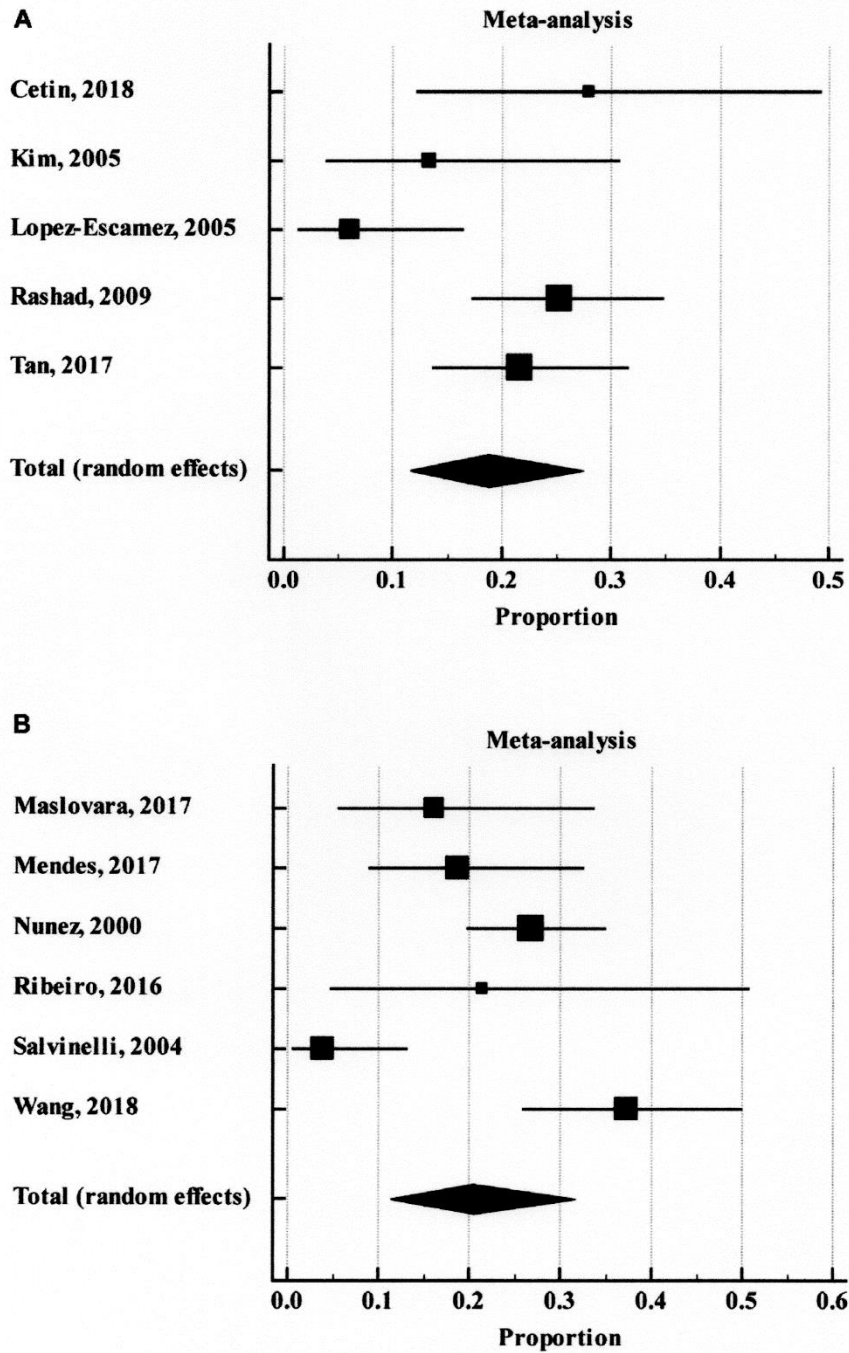 A
Meta-analysis
Cetin, 2018
Kim, 2005
Lopez-Escamez, 2005
Rashad, 2009
Tan, 2017
Total (random effects)
0.0 0.1 0.2 0.3 0.4 0.5
Proportion
B
Meta-analysis
Maslovara, 2017
Mendes, 2017
Nunez, 2000
Ribeiro, 2016
Salvinelli, 2004
Wang, 2018
Total (random effects)
0.0 0.1 0.2 0.3 0.4 0.5 0.6
Proportion